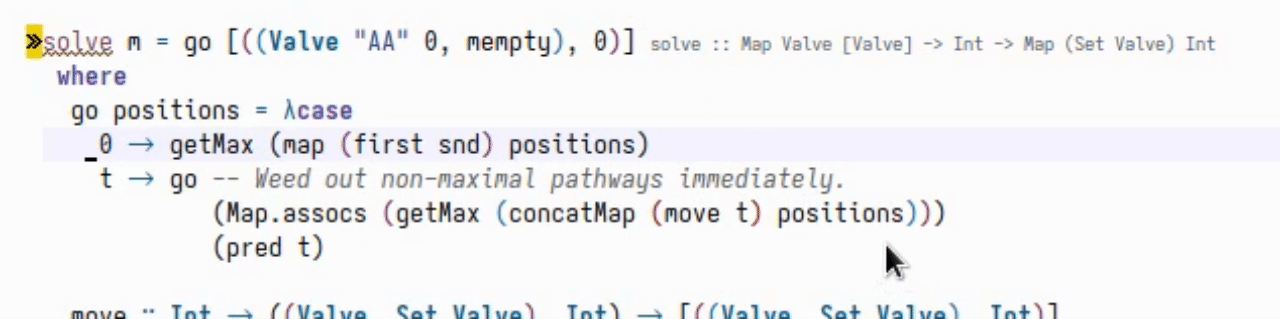 »solve m = go [((Valve "AA" 0, mempty), 0)] solve :: Map Valve [Valve] -> Int -> Map (Set Valve) Int
where
go positions = λcase
0 → getMax (map (first snd) positions)
t → go -- Weed out non-maximal pathways immediately.
(Map.assocs (getMax (concatMap (move t) positions)))
(pred t)
move :: Int → ((Valve, Set Valve), Int) → [((Valve, Set Valve), Int)]